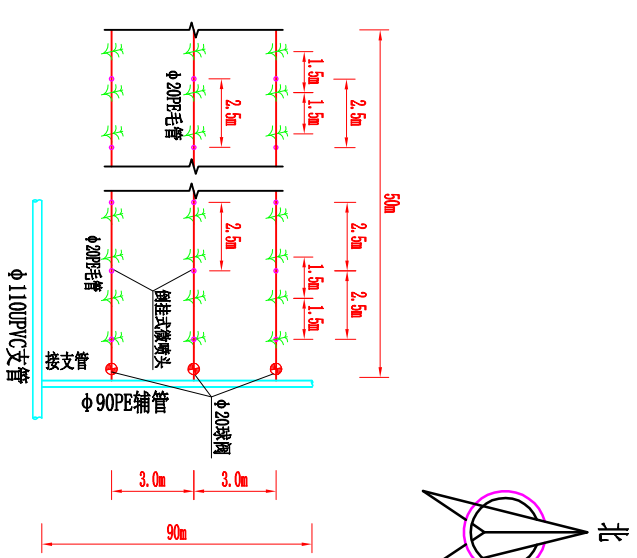 1.5m
1.5m
2.5m
2.5m
φ20PE毛管
50m
2.5m
2.5m
1.5m
1.5m
2.5m
φ20PE毛管
倒挂式微喷头
φ110UPVC支管
接支管
φ90PE辅管
φ20球阀
3.0m
3.0m
90m
北